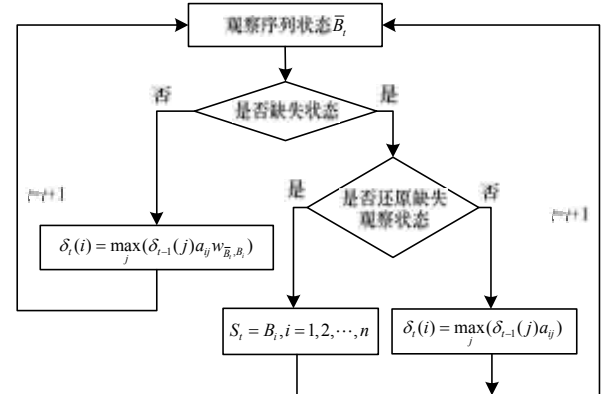 观察序列状态 $\overline{B}_t$
否
是否缺失状态
是
是
是否还原缺失
观察状态
否
t=t+1
t=t+1
$\delta_t(i)=\max_j(\delta_{t-1}(j)a_{ij}w_{\overline{B}_t,B_i})$
$S_t=B_i,i=1,2,\cdots,n$
$\delta_t(i)=\max_j(\delta_{t-1}(j)a_{ij})$